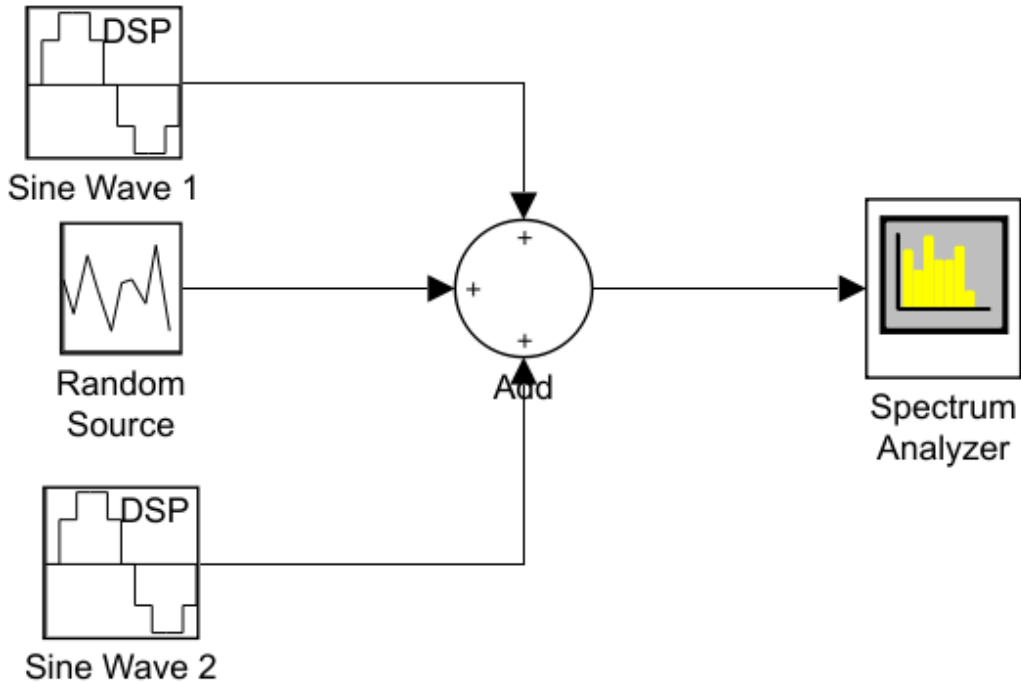 DSP
Sine Wave 1
Random
Source
+
+
+
Add
DSP
Sine Wave 2
Spectrum
Analyzer